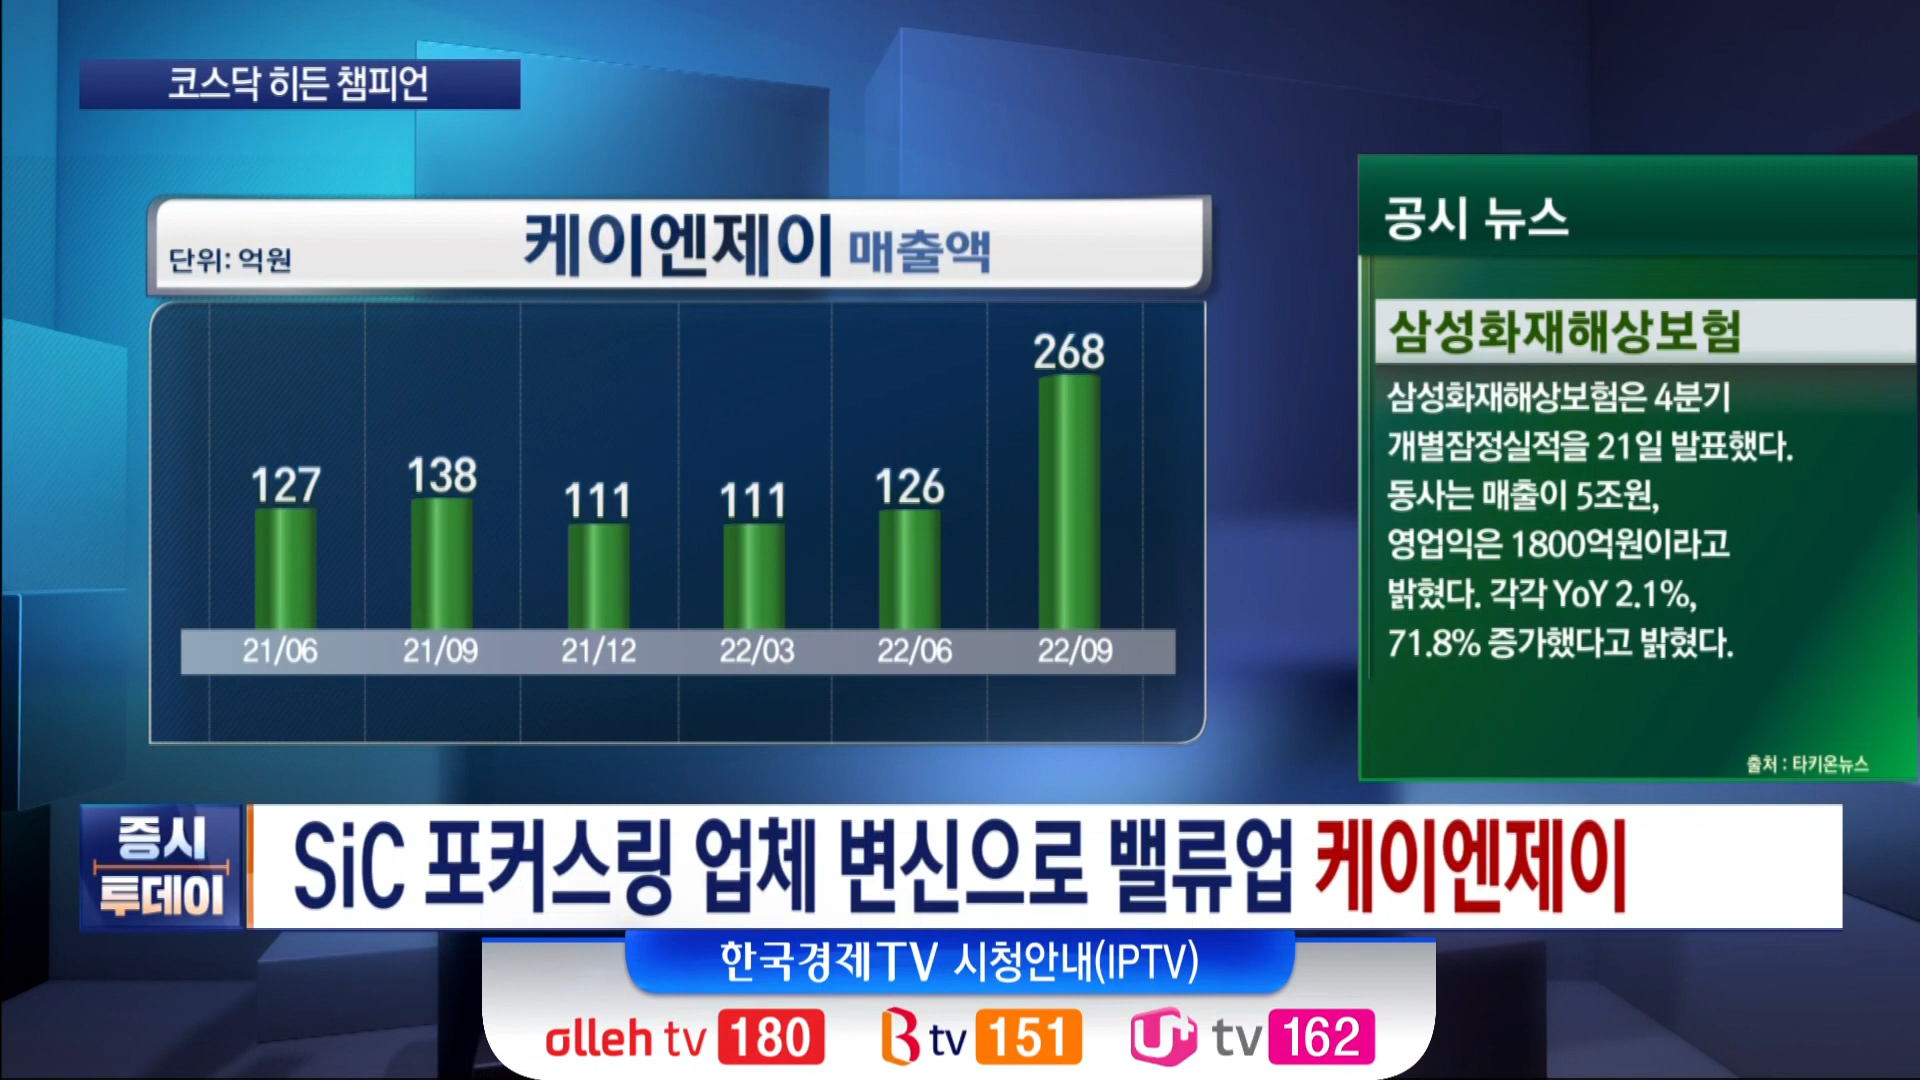 코스닥 히든 챔피언
단위: 억원
케이엔제이 매출액
127
138
111
111
126
268
21/06
21/09
21/12
22/03
22/06
22/09
공시 뉴스
삼성화재해상보험
삼성화재해상보험은 4분기
개별잠정실적을 21일 발표했다.
동사는 매출이 5조원,
영업익은 1800억원이라고
밝혔다. 각각 YoY 2.1%,
71.8% 증가했다고 밝혔다.
출처 : 타키온뉴스
증시
투데이
SiC 포커스링 업체 변신으로 밸류업 케이엔제이
한국경제TV 시청안내(IPTV)
olleh tv 180
B tv 151
U+ tv 162